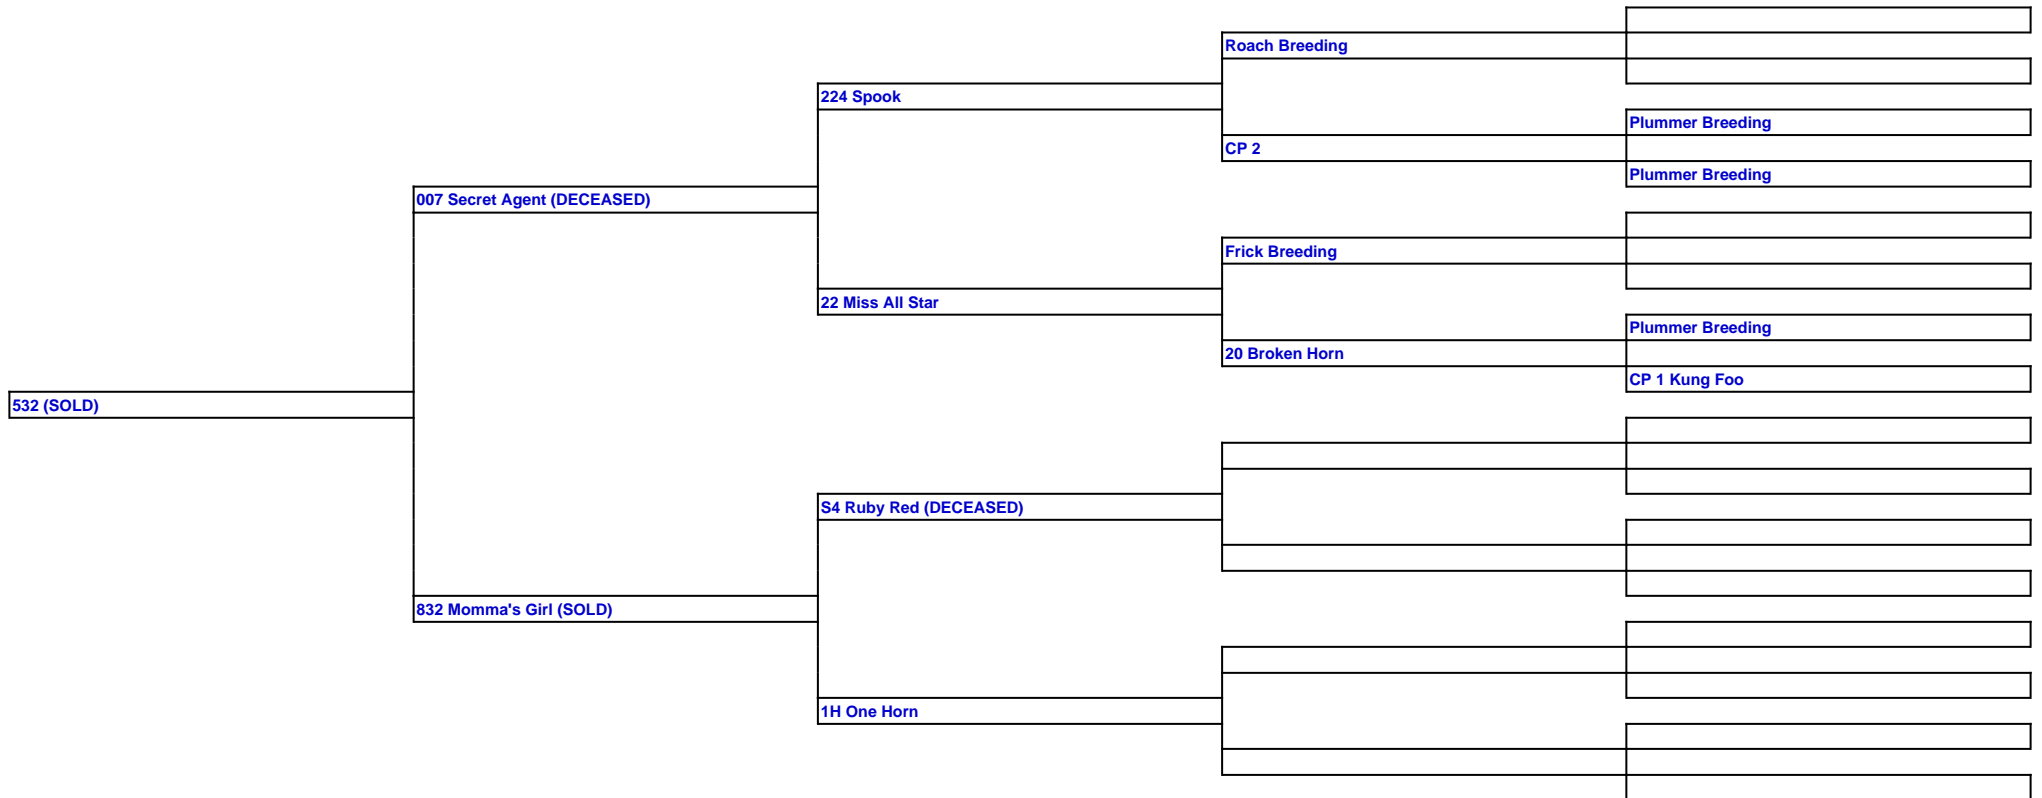 Roach Breeding
224 Spook
Plummer Breeding
CP 2
Plummer Breeding
007 Secret Agent (DECEASED)
Frick Breeding
22 Miss All Star
Plummer Breeding
20 Broken Horn
CP 1 Kung Foo
532 (SOLD)
S4 Ruby Red (DECEASED)
832 Momma's Girl (SOLD)
1H One Horn